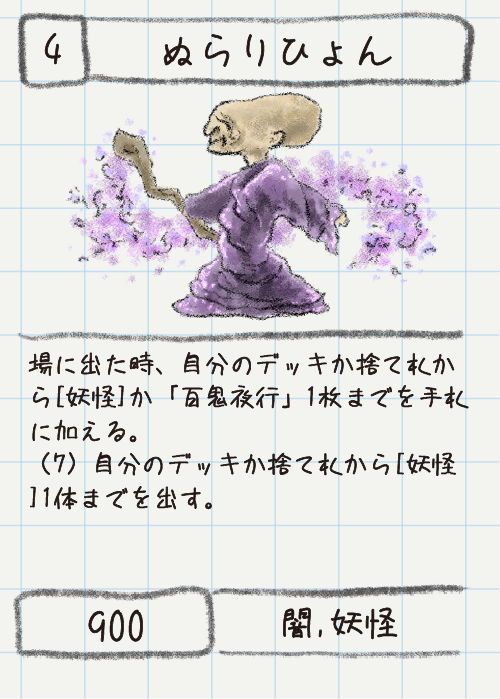 4
ぬらりひょん
場に出た時、自分のデッキか捨て札か
ら[妖怪]か「百鬼夜行」1枚までを手札
に加える。
（7）自分のデッキか捨て札から[妖怪
]1体までを出す。
900
闇,妖怪